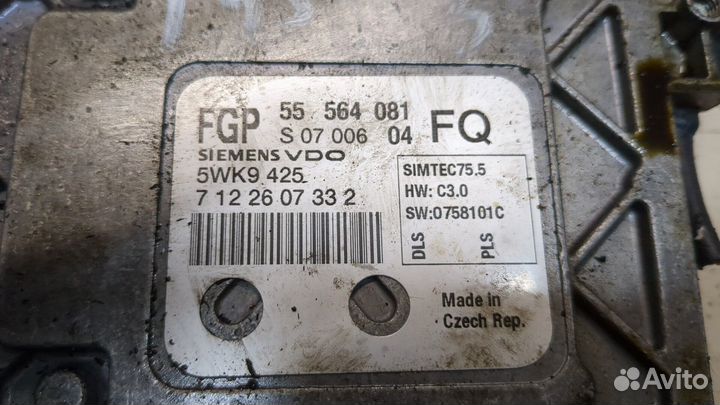 FGP 55 564 081 FQ
S 07 006 04
SIEMENS VDO
5WK9 425
7 12 26 07 33 2
SIMTEC75.5
HW: C3.0
SW:0758101C
DLS PLS
Made in
Czech Rep.
Avito